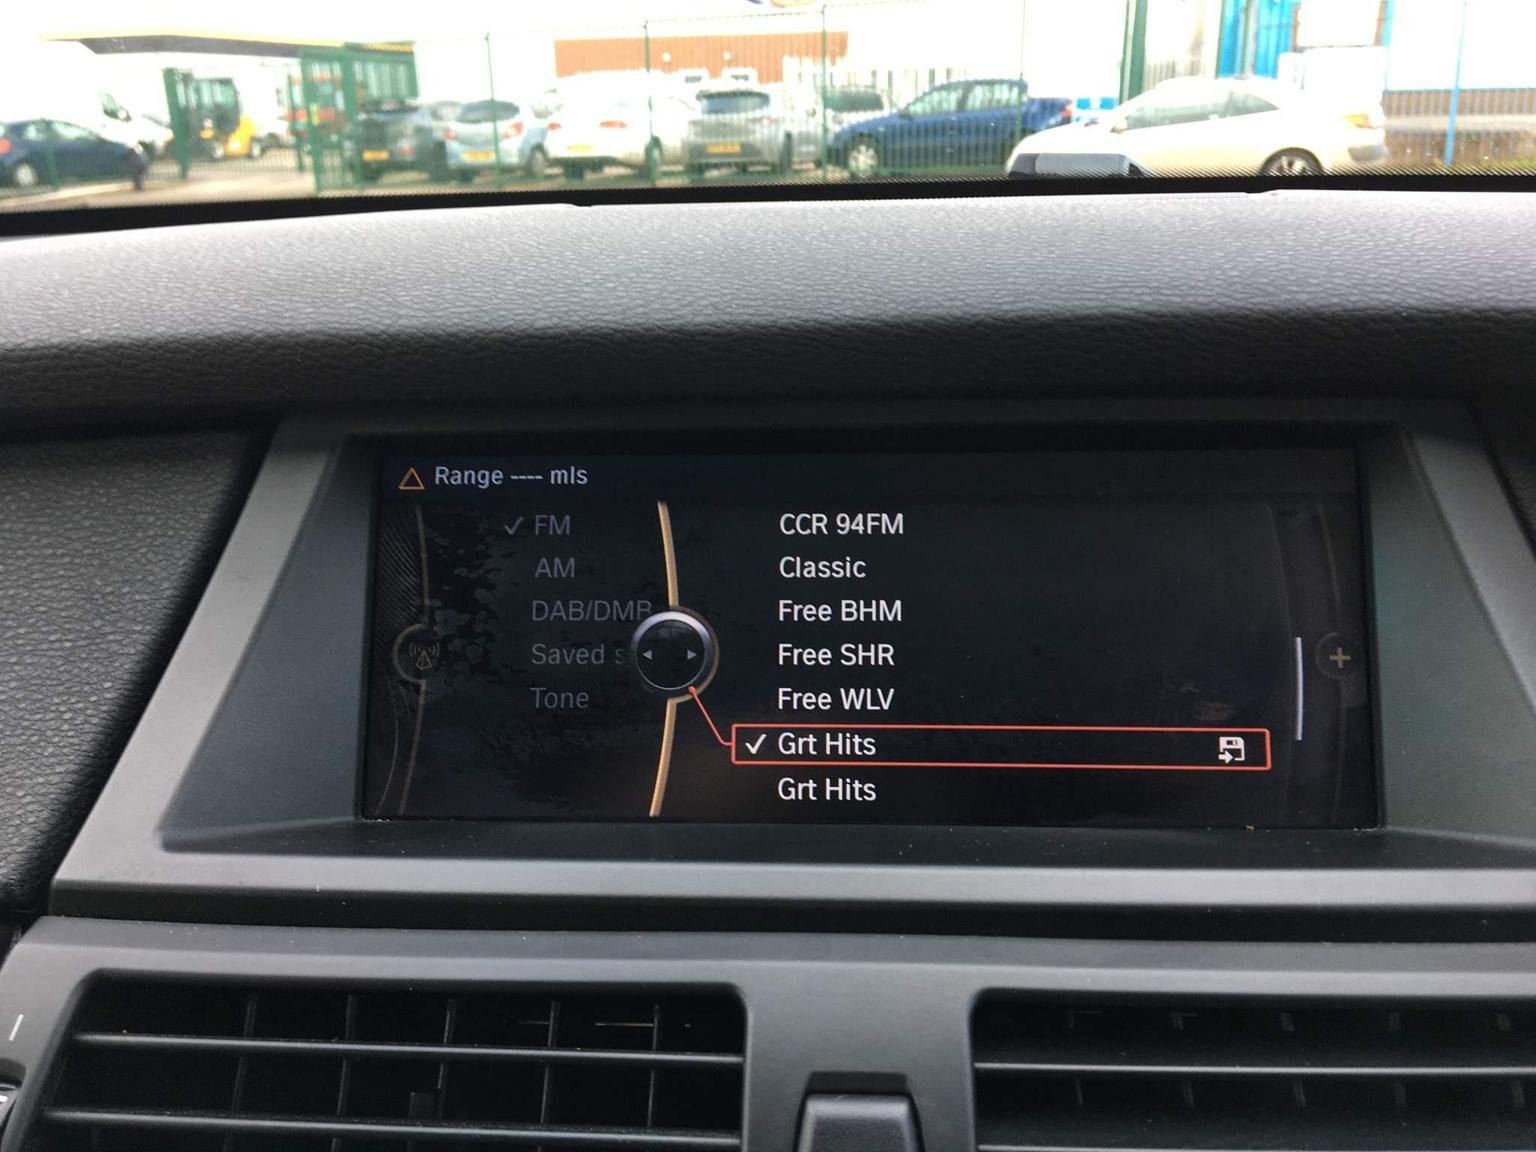 Range ---- mls
✓ FM
AM
DAB/DMB
Saved s
Tone
CCR 94FM
Classic
Free BHM
Free SHR
Free WLV
✓ Grt Hits
Grt Hits